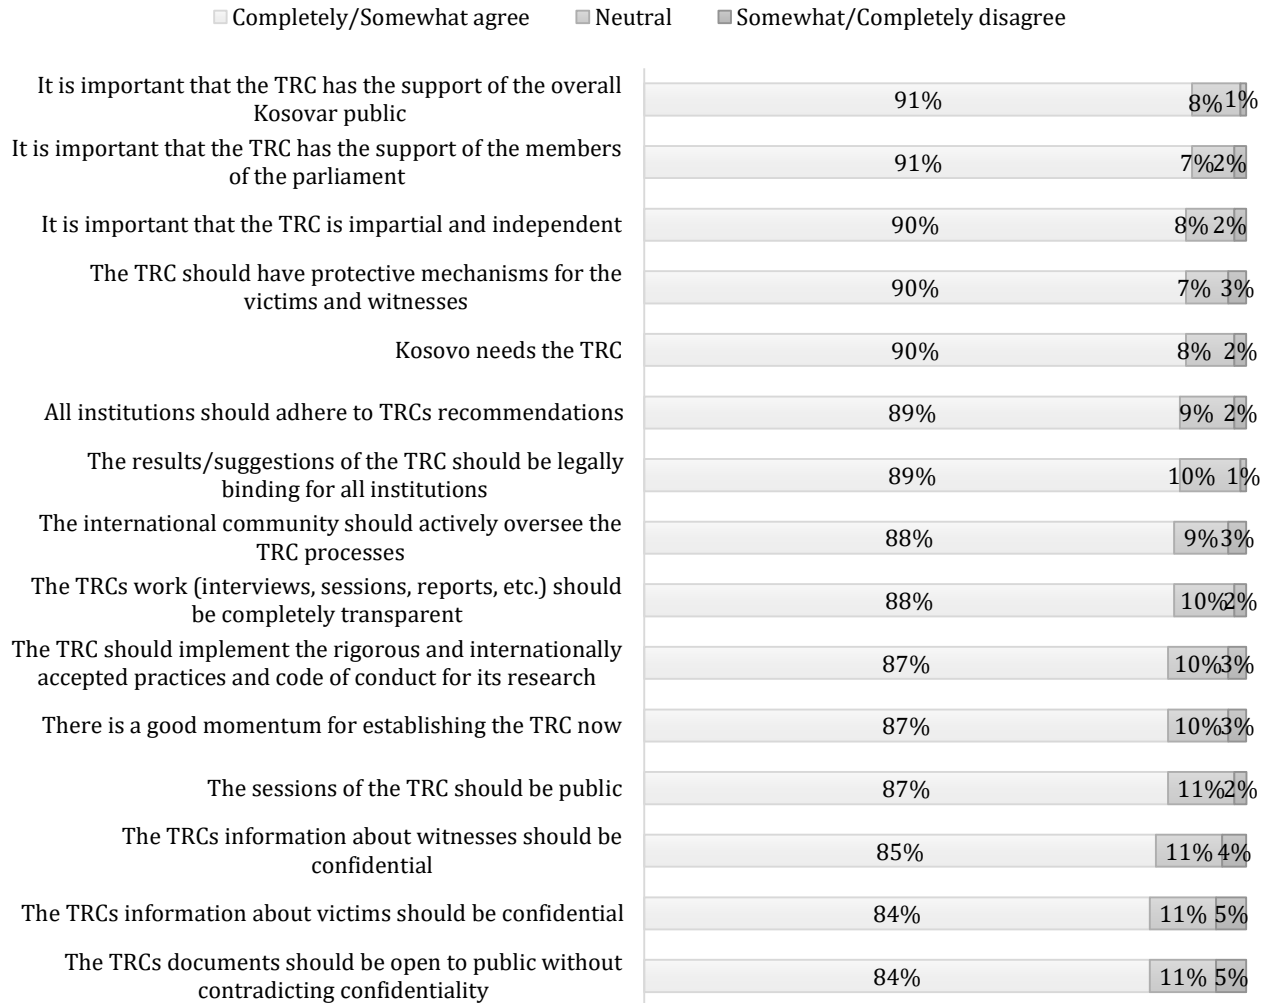 Completely/Somewhat agree Neutral Somewhat/Completely disagree
It is important that the TRC has the support of the overall
Kosovar public
91% 8% 1%
It is important that the TRC has the support of the members
of the parliament
91% 7% 2%
It is important that the TRC is impartial and independent
90% 8% 2%
The TRC should have protective mechanisms for the
victims and witnesses
90% 7% 3%
Kosovo needs the TRC
90% 8% 2%
All institutions should adhere to TRCs recommendations
89% 9% 2%
The results/suggestions of the TRC should be legally
binding for all institutions
89% 10% 1%
The international community should actively oversee the
TRC processes
88% 9% 3%
The TRCs work (interviews, sessions, reports, etc.) should
be completely transparent
88% 10% 2%
The TRC should implement the rigorous and internationally
accepted practices and code of conduct for its research
87% 10% 3%
There is a good momentum for establishing the TRC now
87% 10% 3%
The sessions of the TRC should be public
87% 11% 2%
The TRCs information about witnesses should be
confidential
85% 11% 4%
The TRCs information about victims should be confidential
84% 11% 5%
The TRCs documents should be open to public without
contradicting confidentiality
84% 11% 5%